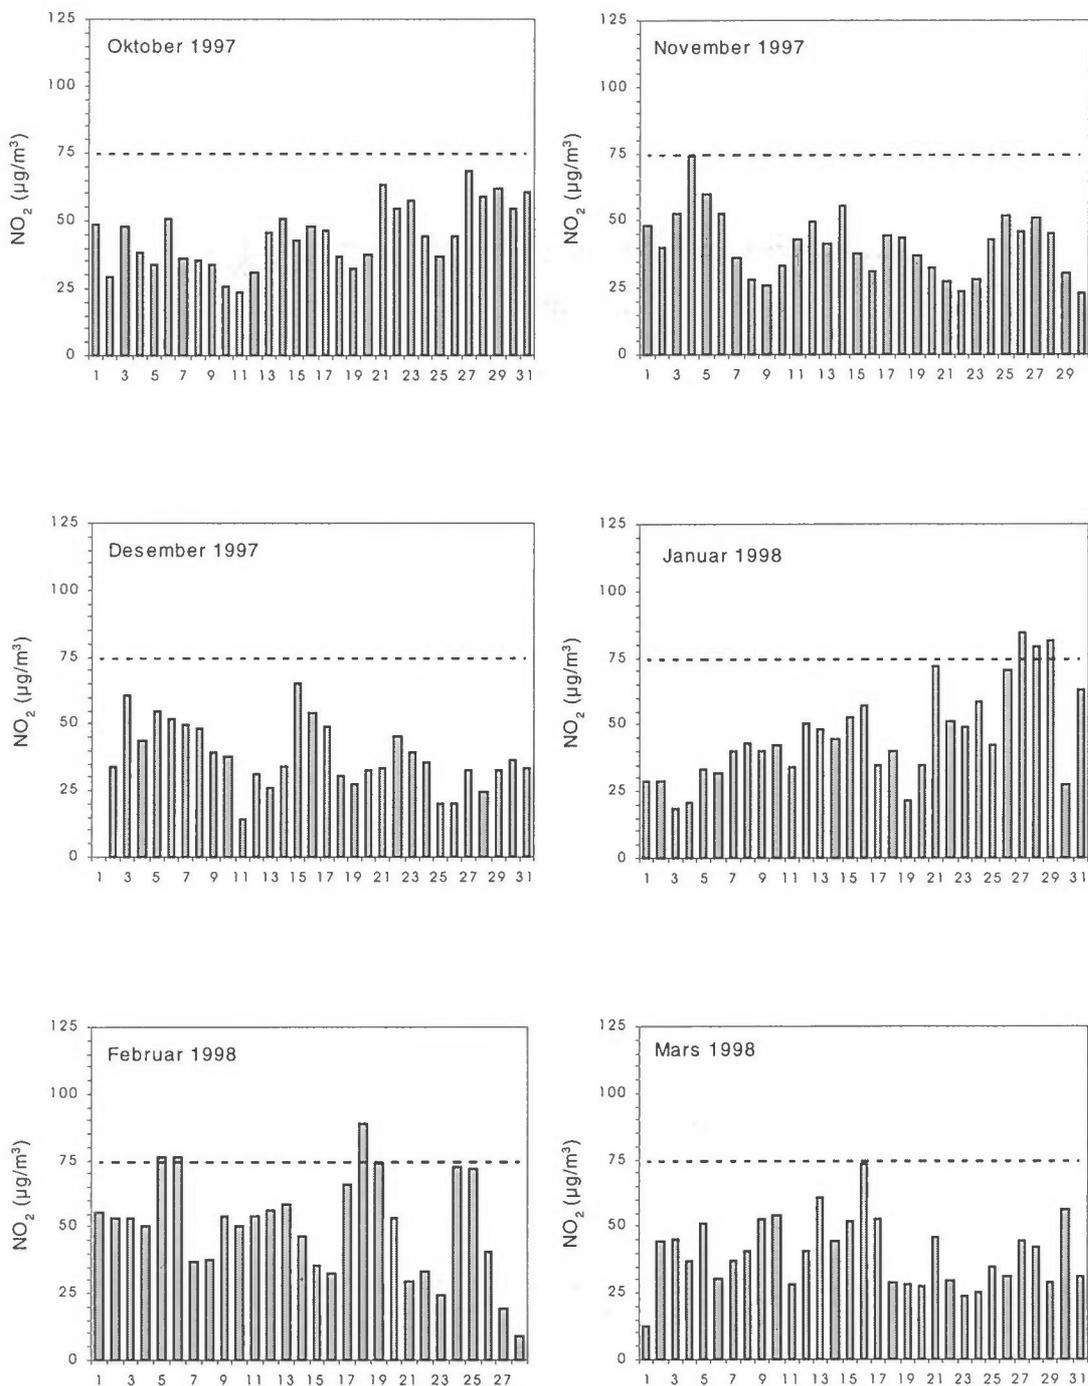 Oktober 1997
NO₂ (µg/m³)
125
100
75
50
25
0
1 3 5 7 9 11 13 15 17 19 21 23 25 27 29 31
November 1997
NO₂ (µg/m³)
125
100
75
50
25
0
1 3 5 7 9 11 13 15 17 19 21 23 25 27 29
Desember 1997
NO₂ (µg/m³)
125
100
75
50
25
0
1 3 5 7 9 11 13 15 17 19 21 23 25 27 29 31
Januar 1998
NO₂ (µg/m³)
125
100
75
50
25
0
1 3 5 7 9 11 13 15 17 19 21 23 25 27 29 31
Februar 1998
NO₂ (µg/m³)
125
100
75
50
25
0
1 3 5 7 9 11 13 15 17 19 21 23 25 27
Mars 1998
NO₂ (µg/m³)
125
100
75
50
25
0
1 3 5 7 9 11 13 15 17 19 21 23 25 27 29 31